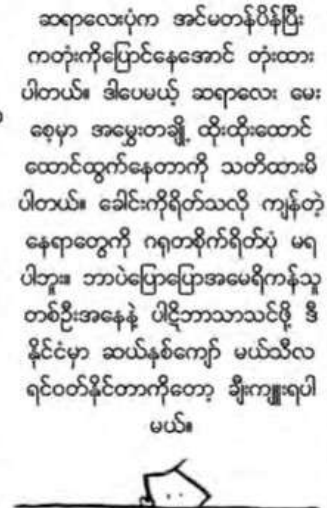 ဆရာလေးပုံက အင်မတန်ပိန်ပြီး
ကတုံးကိုပြောင်နေအောင် တုံးထား
ပါတယ်။ ဒါပေမယ့် ဆရာလေး မေး
စေ့မှာ အမွှေးတချို့ ထိုးထိုးထောင်
ထောင်ထွက်နေတာကို သတိထားမိ
ပါတယ်။ ခေါင်းကိုရိတ်သလို ကျန်တဲ့
နေရာတွေကို ဂရုတစိုက်ရိတ်ပုံ မရ
ပါဘူး။ ဘာပဲပြောပြောအမေရိကန်သူ
တစ်ဦးအနေနဲ့ ပါဠိဘာသာသင်ဖို့ ဒီ
နိုင်ငံမှာ ဆယ်နှစ်ကျော် မယ်သီလ
ရင်ဝတ်နိုင်တာကိုတော့ ချီးကျူးရပါ
မယ်။